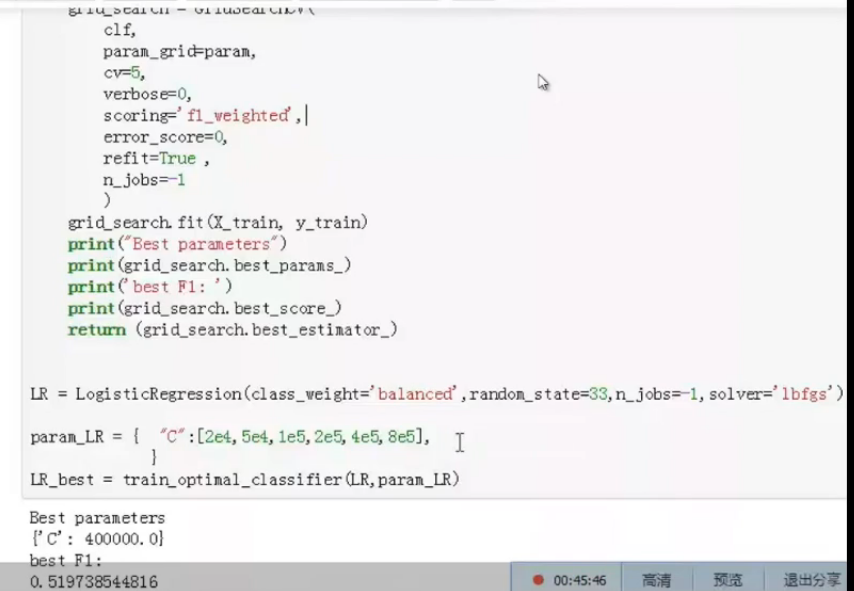 grid_search = GridSearchCV(
clf,
param_grid=param,
cv=5,
verbose=0,
scoring='f1_weighted',
error_score=0,
refit=True ,
n_jobs=-1
)
grid_search.fit(X_train, y_train)
print("Best parameters")
print(grid_search.best_params_)
print('best F1: ')
print(grid_search.best_score_)
return (grid_search.best_estimator_)
LR = LogisticRegression(class_weight='balanced',random_state=33,n_jobs=-1,solver='lbfgs')
param_LR = { "C":[2e4,5e4,1e5,2e5,4e5,8e5],
}
LR_best = train_optimal_classifier(LR,param_LR)
Best parameters
{'C': 400000.0}
best F1:
0.519738544816
00:45:46 高清 预览 退出分享